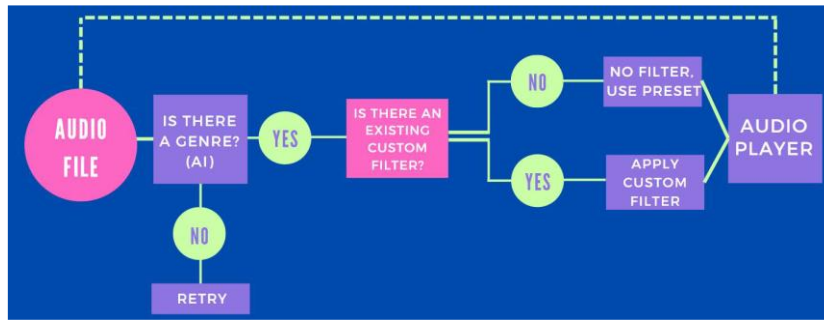 AUDIO
FILE
IS THERE
A GENRE?
(AI)
YES
NO
RETRY
IS THERE AN
EXISTING
CUSTOM
FILTER?
NO
NO FILTER,
USE PRESET
YES
APPLY
CUSTOM
FILTER
AUDIO
PLAYER